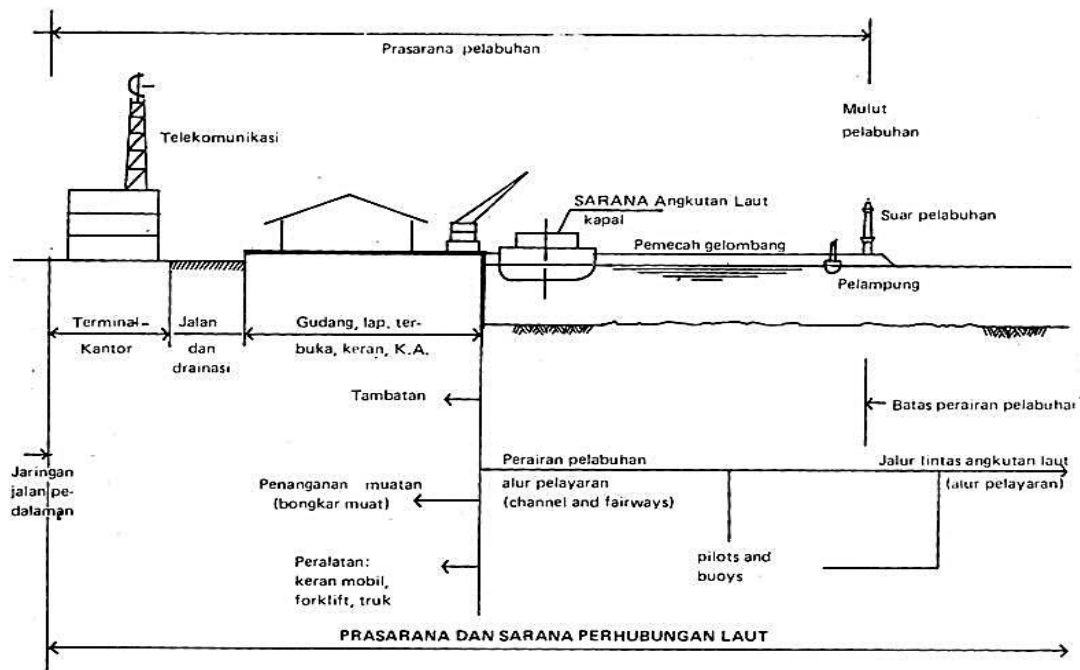 Prasarana pelabuhan
Mulut
pelabuhan
Telekomunikasi
SARANA Angkutan Laut
kapal
Suar pelabuhan
Pemecah gelombang
Pelampung
Terminal –
Kantor
Jalan
dan
drainasi
Gudang, lap. ter-
buka, keran, K.A.
Tambatan
Batas perairan pelabuhan
Jaringan
jalan pe-
dalaman
Perairan pelabuhan
alur pelayaran
(channel and fairways)
Jalur lintas angkutan laut
(alur pelayaran)
Penanganan muatan
(bongkar muat)
pilots and
buoys
Peralatan:
keran mobil,
forklift, truk
PRASARANA DAN SARANA PERHUBUNGAN LAUT